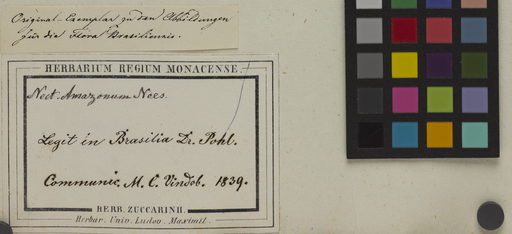 Original-Exemplar zu den Abbildungen
für die Flora Brasiliensis.
HERBARIUM REGIUM MONACENSE.
Nect. Amazonum Nees.
Legit in Brasilia Dr. Pohl.
Communic. M. C. Vindob. 1839.
HERB. ZUCCARINII.
Herbar. Univ. Ludov. Maximil.